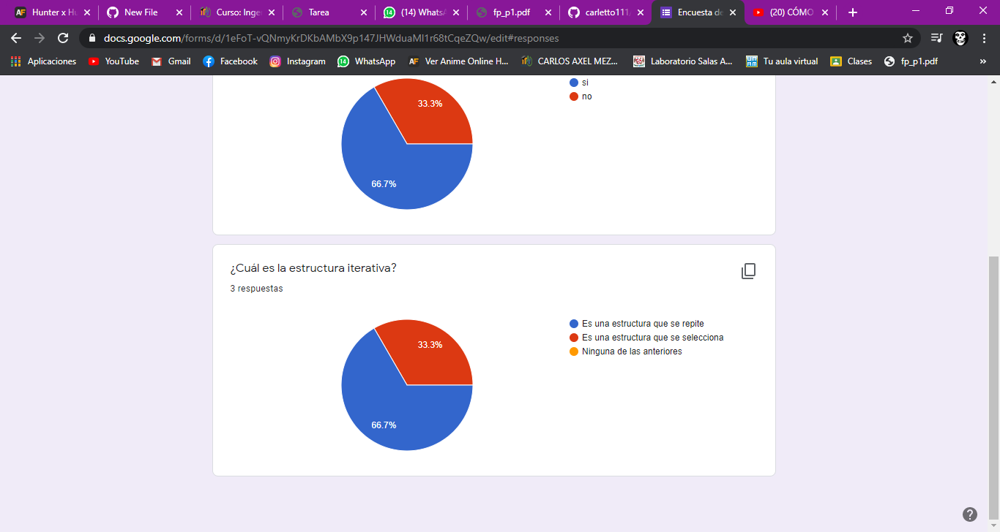 Hunter x Hu
New File
Curso: Inge
Tarea
(14) WhatsA
fp_p1.pdf
carletto111
Encuesta de
(20) CÓMO
docs.google.com/forms/d/1eFoT-vQNmyKrDKbAMbX9p147JHWduaMI1r68tCqeZQw/edit#responses
Aplicaciones
YouTube
Gmail
Facebook
Instagram
WhatsApp
Ver Anime Online H...
CARLOS AXEL MEZ...
Laboratorio Salas A...
Tu aula virtual
Clases
fp_p1.pdf
»
si
no
33.3%
66.7%
¿Cuál es la estructura iterativa?
3 respuestas
Es una estructura que se repite
Es una estructura que se selecciona
Ninguna de las anteriores
33.3%
66.7%